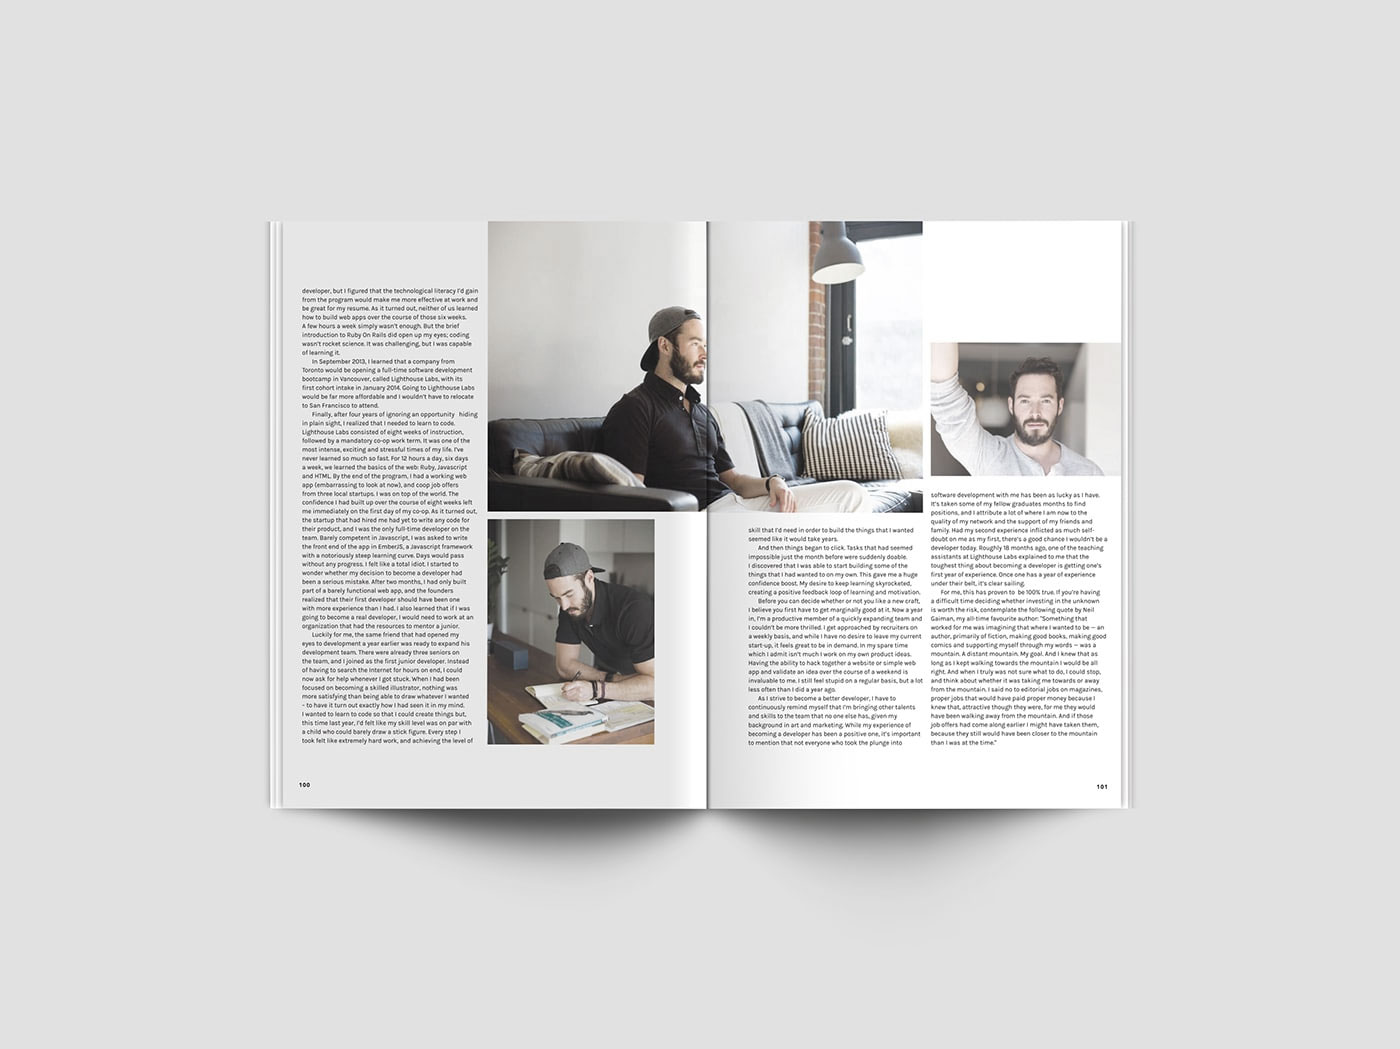 developer, but I figured that the technological literacy I'd gain
from the program would make me more effective at work and
be great for my resume. As it turned out, neither of us learned
how to build web apps over the course of those six weeks.
A few hours a week simply wasn't enough. But the brief
introduction to Ruby On Rails did open up my eyes; coding
wasn't rocket science. It was challenging, but I was capable
of learning it.
In September 2013, I learned that a company from
Toronto would be opening a full-time software development
bootcamp in Vancouver, called Lighthouse Labs, with its
first cohort intake in January 2014. Going to Lighthouse Labs
would be far more affordable and I wouldn't have to relocate
to San Francisco to attend.
Finally, after four years of ignoring an opportunity hiding
in plain sight, I realized that I needed to learn to code.
Lighthouse Labs consisted of eight weeks of instruction,
followed by a mandatory co-op work term. It was one of the
most intense, exciting and stressful times of my life. I've
never learned so much so fast. For 12 hours a day, six days
a week, we learned the basics of the web: Ruby, Javascript
and HTML. By the end of the program, I had a working web
app (embarrassing to look at now), and coop job offers
from three local startups. I was on top of the world. The
confidence I had built up over the course of eight weeks left
me immediately on the first day of my co-op. As it turned out,
the startup that had hired me had yet to write any code for
their product, and I was the only full-time developer on the
team. Barely competent in Javascript, I was asked to write
the front end of the app in EmberJS, a Javascript framework
with a notoriously steep learning curve. Days would pass
without any progress. I felt like a total idiot. I started to
wonder whether my decision to become a developer had
been a serious mistake. After two months, I had only built
part of a barely functional web app, and the founders
realized that their first developer should have been one
with more experience than I had. I also learned that if I was
going to become a real developer, I would need to work at an
organization that had the resources to mentor a junior.
Luckily for me, the same friend that had opened my
eyes to development a year earlier was ready to expand his
development team. There were already three seniors on
the team, and I joined as the first junior developer. Instead
of having to search the Internet for hours on end, I could
now ask for help whenever I got stuck. When I had been
focused on becoming a skilled illustrator, nothing was
more satisfying than being able to draw whatever I wanted
– to have it turn out exactly how I had seen it in my mind.
I wanted to learn to code so that I could create things but,
this time last year, I'd felt like my skill level was on par with
a child who could barely draw a stick figure. Every step I
took felt like extremely hard work, and achieving the level of
100
skill that I'd need in order to build the things that I wanted
seemed like it would take years.
And then things began to click. Tasks that had seemed
impossible just the month before were suddenly doable.
I discovered that I was able to start building some of the
things that I had wanted to on my own. This gave me a huge
confidence boost. My desire to keep learning skyrocketed,
creating a positive feedback loop of learning and motivation.
Before you can decide whether or not you like a new craft,
I believe you first have to get marginally good at it. Now a year
in, I'm a productive member of a quickly expanding team and
I couldn't be more thrilled. I get approached by recruiters on
a weekly basis, and while I have no desire to leave my current
start-up, it feels great to be in demand. In my spare time
which I admit isn't much I work on my own product ideas.
Having the ability to hack together a website or simple web
app and validate an idea over the course of a weekend is
invaluable to me. I still feel stupid on a regular basis, but a lot
less often than I did a year ago.
As I strive to become a better developer, I have to
continuously remind myself that I'm bringing other talents
and skills to the team that no one else has, given my
background in art and marketing. While my experience of
becoming a developer has been a positive one, it's important
to mention that not everyone who took the plunge into
software development with me has been as lucky as I have.
It's taken some of my fellow graduates months to find
positions, and I attribute a lot of where I am now to the
quality of my network and the support of my friends and
family. Had my second experience inflicted as much self-
doubt on me as my first, there's a good chance I wouldn't be a
developer today. Roughly 18 months ago, one of the teaching
assistants at Lighthouse Labs explained to me that the
toughest thing about becoming a developer is getting one's
first year of experience. Once one has a year of experience
under their belt, it's clear sailing.
For me, this has proven to be 100% true. If you're having
a difficult time deciding whether investing in the unknown
is worth the risk, contemplate the following quote by Neil
Gaiman, my all-time favourite author: "Something that
worked for me was imagining that where I wanted to be — an
author, primarily of fiction, making good books, making good
comics and supporting myself through my words — was a
mountain. A distant mountain. My goal. And I knew that as
long as I kept walking towards the mountain I would be all
right. And when I truly was not sure what to do, I could stop,
and think about whether it was taking me towards or away
from the mountain. I said no to editorial jobs on magazines,
proper jobs that would have paid proper money because I
knew that, attractive though they were, for me they would
have been walking away from the mountain. And if those
job offers had come along earlier I might have taken them,
because they still would have been closer to the mountain
than I was at the time."
101